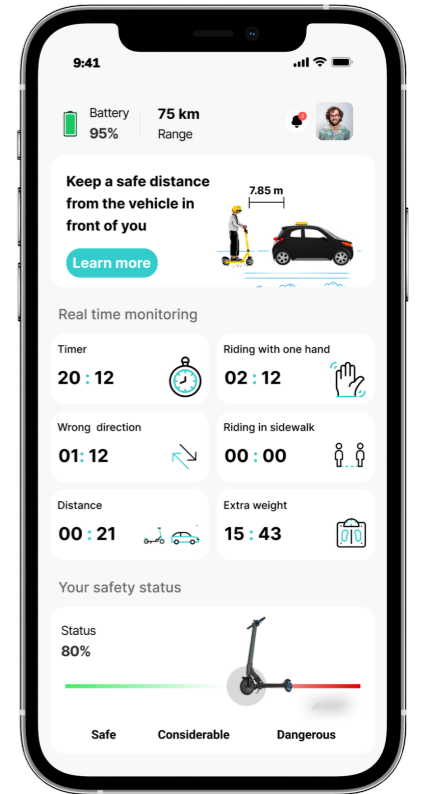 9:41
Battery
95%
75 km
Range
Keep a safe distance
from the vehicle in
front of you
7.85 m
Learn more
Real time monitoring
Timer
20 : 12
Riding with one hand
02 : 12
Wrong direction
01: 12
Riding in sidewalk
00 : 00
Distance
00 : 21
Extra weight
15 : 43
Your safety status
Status
80%
Safe Considerable Dangerous